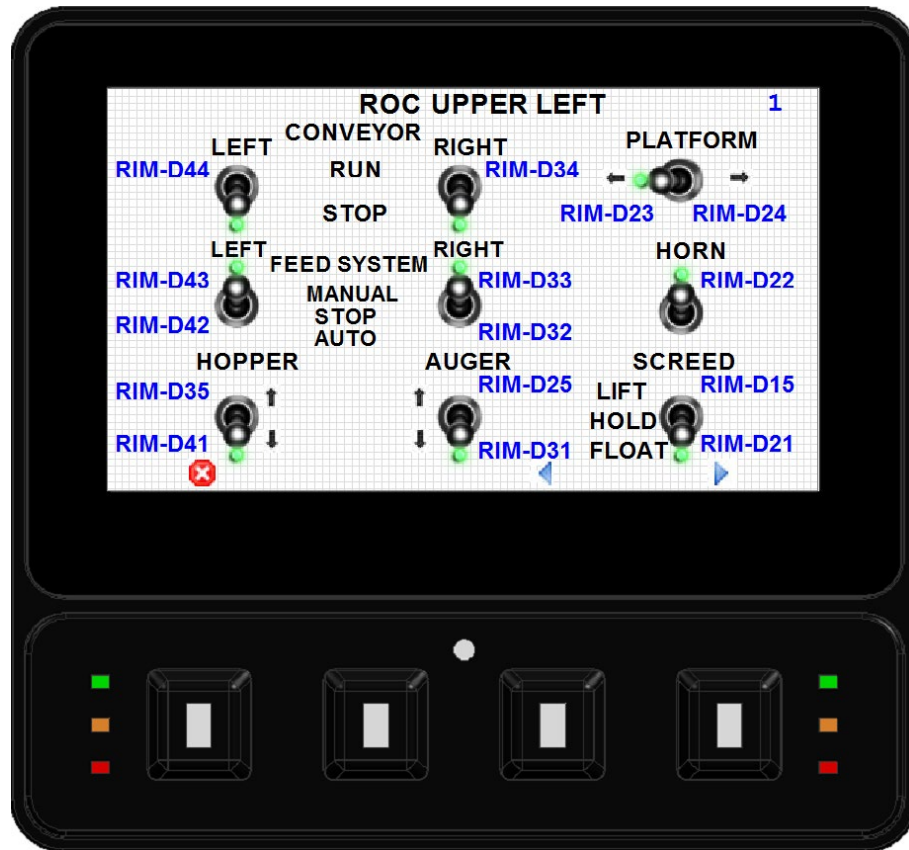 ROC UPPER LEFT 1
CONVEYOR
LEFT RIGHT PLATFORM
RIM-D44 RUN RIM-D34
STOP RIM-D23 RIM-D24
LEFT RIGHT HORN
FEED SYSTEM
RIM-D43 RIM-D33 RIM-D22
MANUAL
STOP
RIM-D42 RIM-D32
AUTO
HOPPER AUGER SCREED
RIM-D35 RIM-D25 LIFT RIM-D15
HOLD
RIM-D41 RIM-D31 FLOAT RIM-D21